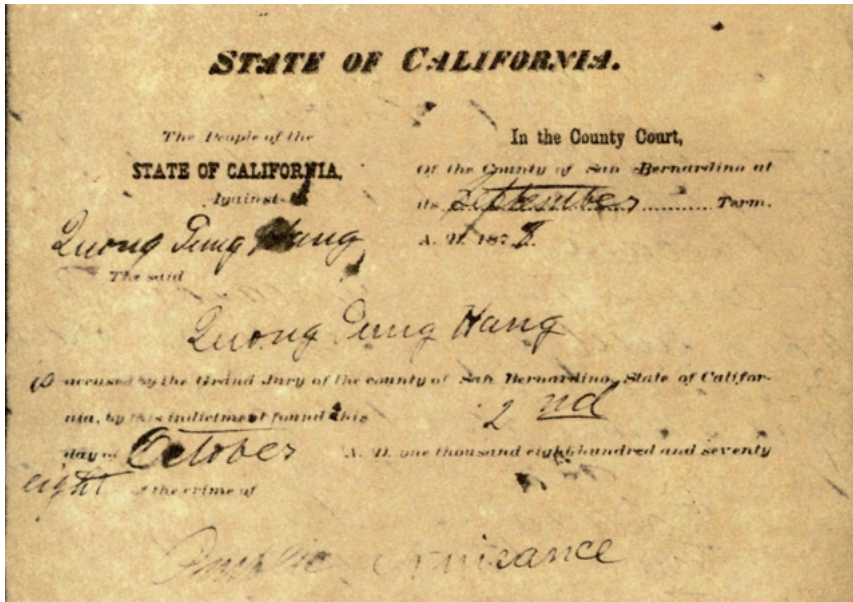 STATE OF CALIFORNIA.
The People of the
STATE OF CALIFORNIA,
Against
Quong Tung Hang
In the County Court,
Of the County of San Bernardino at
its September Term.
A. D. 1878.
The said
Quong Tung Hang
is accused by the Grand Jury of the county of San Bernardino, State of Califor-
nia, by this indictment found this 2nd
day of October A. D. one thousand eight hundred and seventy
eight of the crime of
Public nuisance